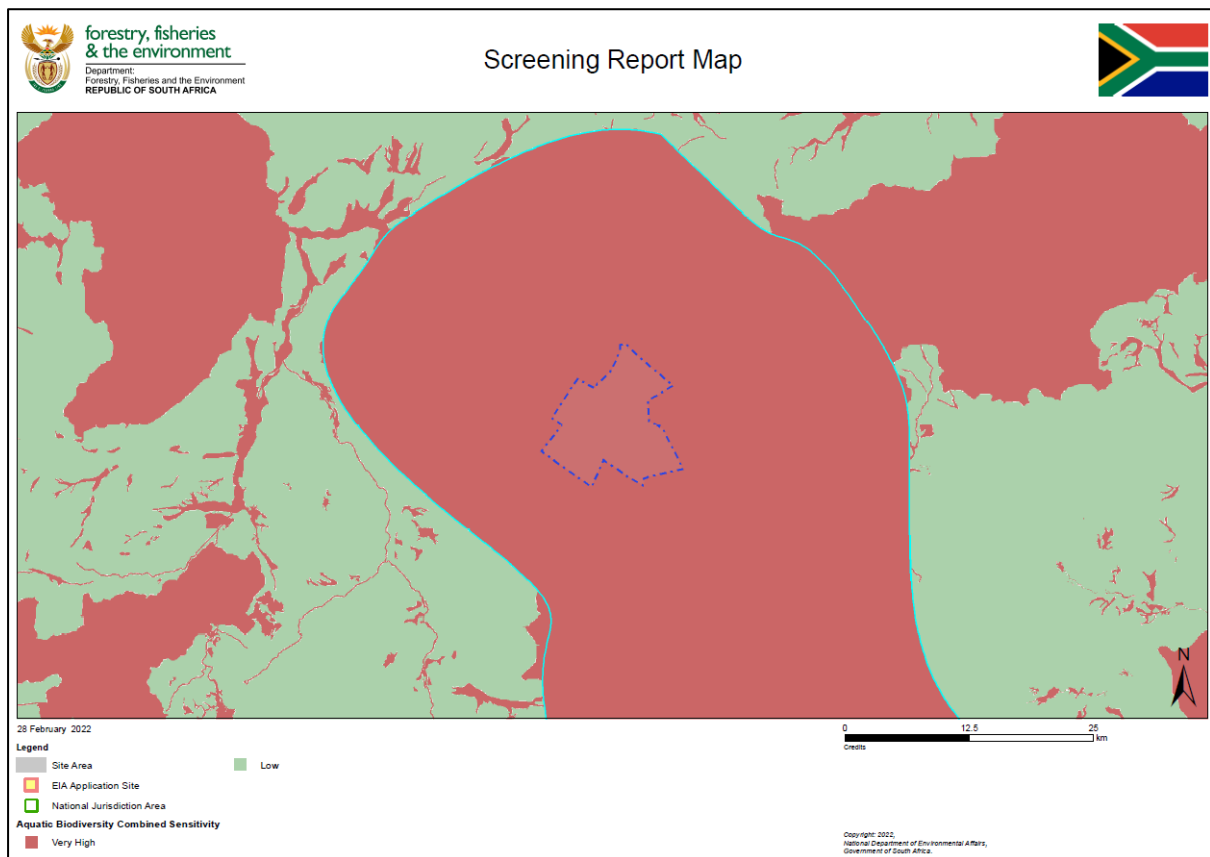 forestry, fisheries
& the environment
Department:
Forestry, Fisheries and the Environment
REPUBLIC OF SOUTH AFRICA
Screening Report Map
N
28 February 2022
0 12.5 25
km
Credits
Legend
Site Area
Low
EIA Application Site
National Jurisdiction Area
Aquatic Biodiversity Combined Sensitivity
Very High
Copyright: 2022,
National Department of Environmental Affairs,
Government of South Africa.